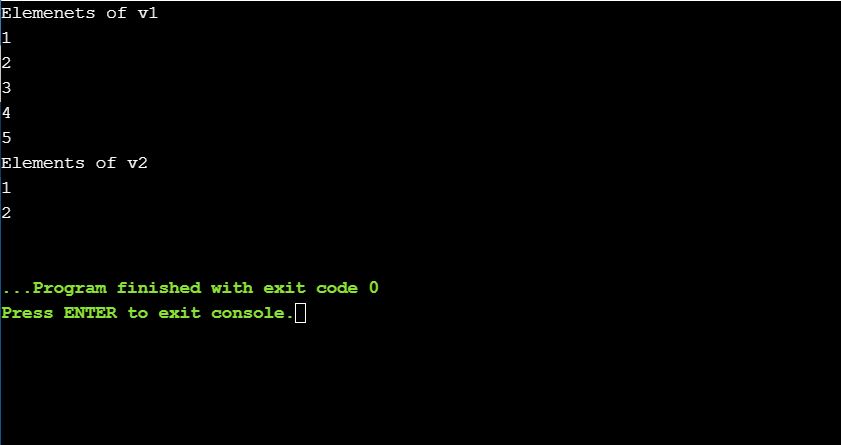 Elemenets of v1
1
2
3
4
5
Elements of v2
1
2
...Program finished with exit code 0
Press ENTER to exit console.